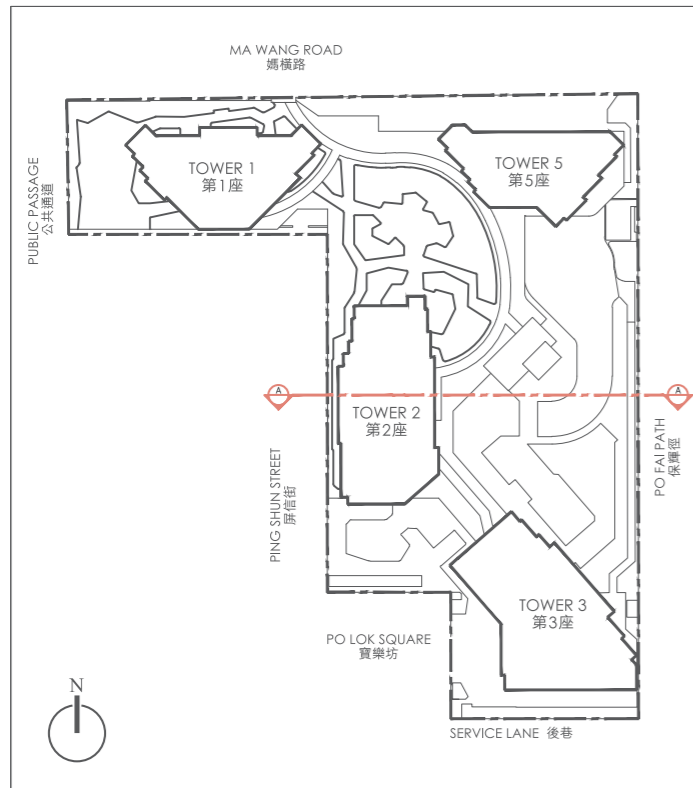 MA WANG ROAD
媽橫路
PUBLIC PASSAGE
公共通道
TOWER 1
第1座
TOWER 5
第5座
A
A
TOWER 2
第2座
PING SHUN STREET
屏信街
PO FAI PATH
保輝徑
TOWER 3
第3座
PO LOK SQUARE
寶樂坊
N
SERVICE LANE 後巷